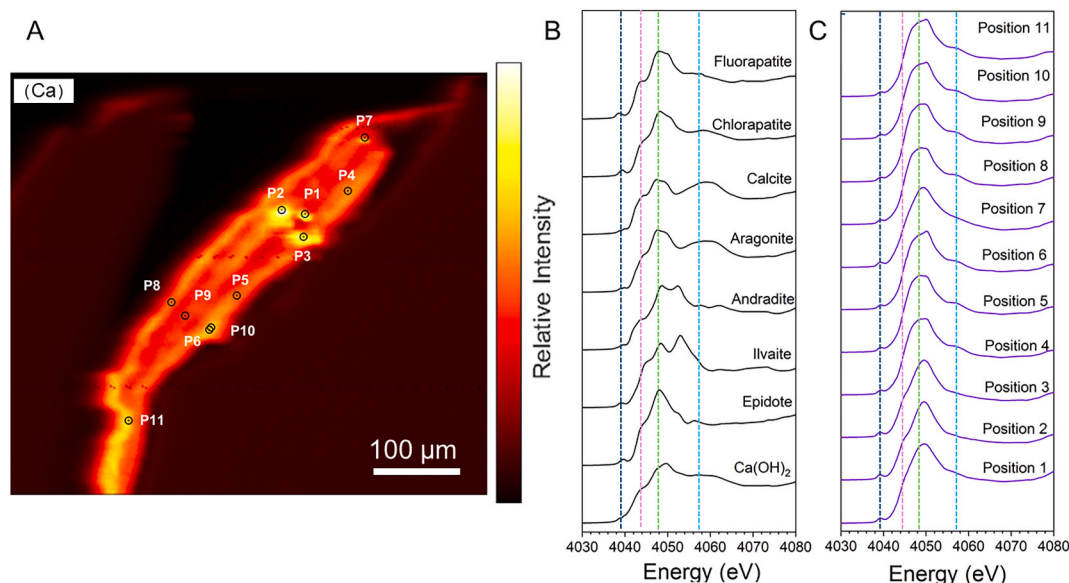 A
(Ca)
P7
P4
P2
P1
P3
P5
P8
P9
P10
P6
P11
100 µm
Relative Intensity
B
Fluorapatite
Chlorapatite
Calcite
Aragonite
Andradite
Ilvaite
Epidote
Ca(OH)2
4030 4040 4050 4060 4070 4080
Energy (eV)
C
Position 11
Position 10
Position 9
Position 8
Position 7
Position 6
Position 5
Position 4
Position 3
Position 2
Position 1
4030 4040 4050 4060 4070 4080
Energy (eV)